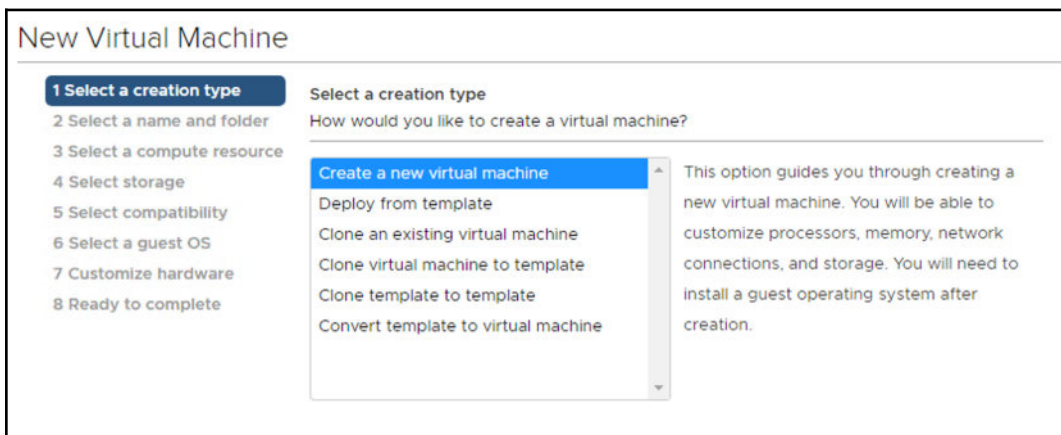 New Virtual Machine
1 Select a creation type
2 Select a name and folder
3 Select a compute resource
4 Select storage
5 Select compatibility
6 Select a guest OS
7 Customize hardware
8 Ready to complete
Select a creation type
How would you like to create a virtual machine?
Create a new virtual machine
Deploy from template
Clone an existing virtual machine
Clone virtual machine to template
Clone template to template
Convert template to virtual machine
This option guides you through creating a
new virtual machine. You will be able to
customize processors, memory, network
connections, and storage. You will need to
install a guest operating system after
creation.